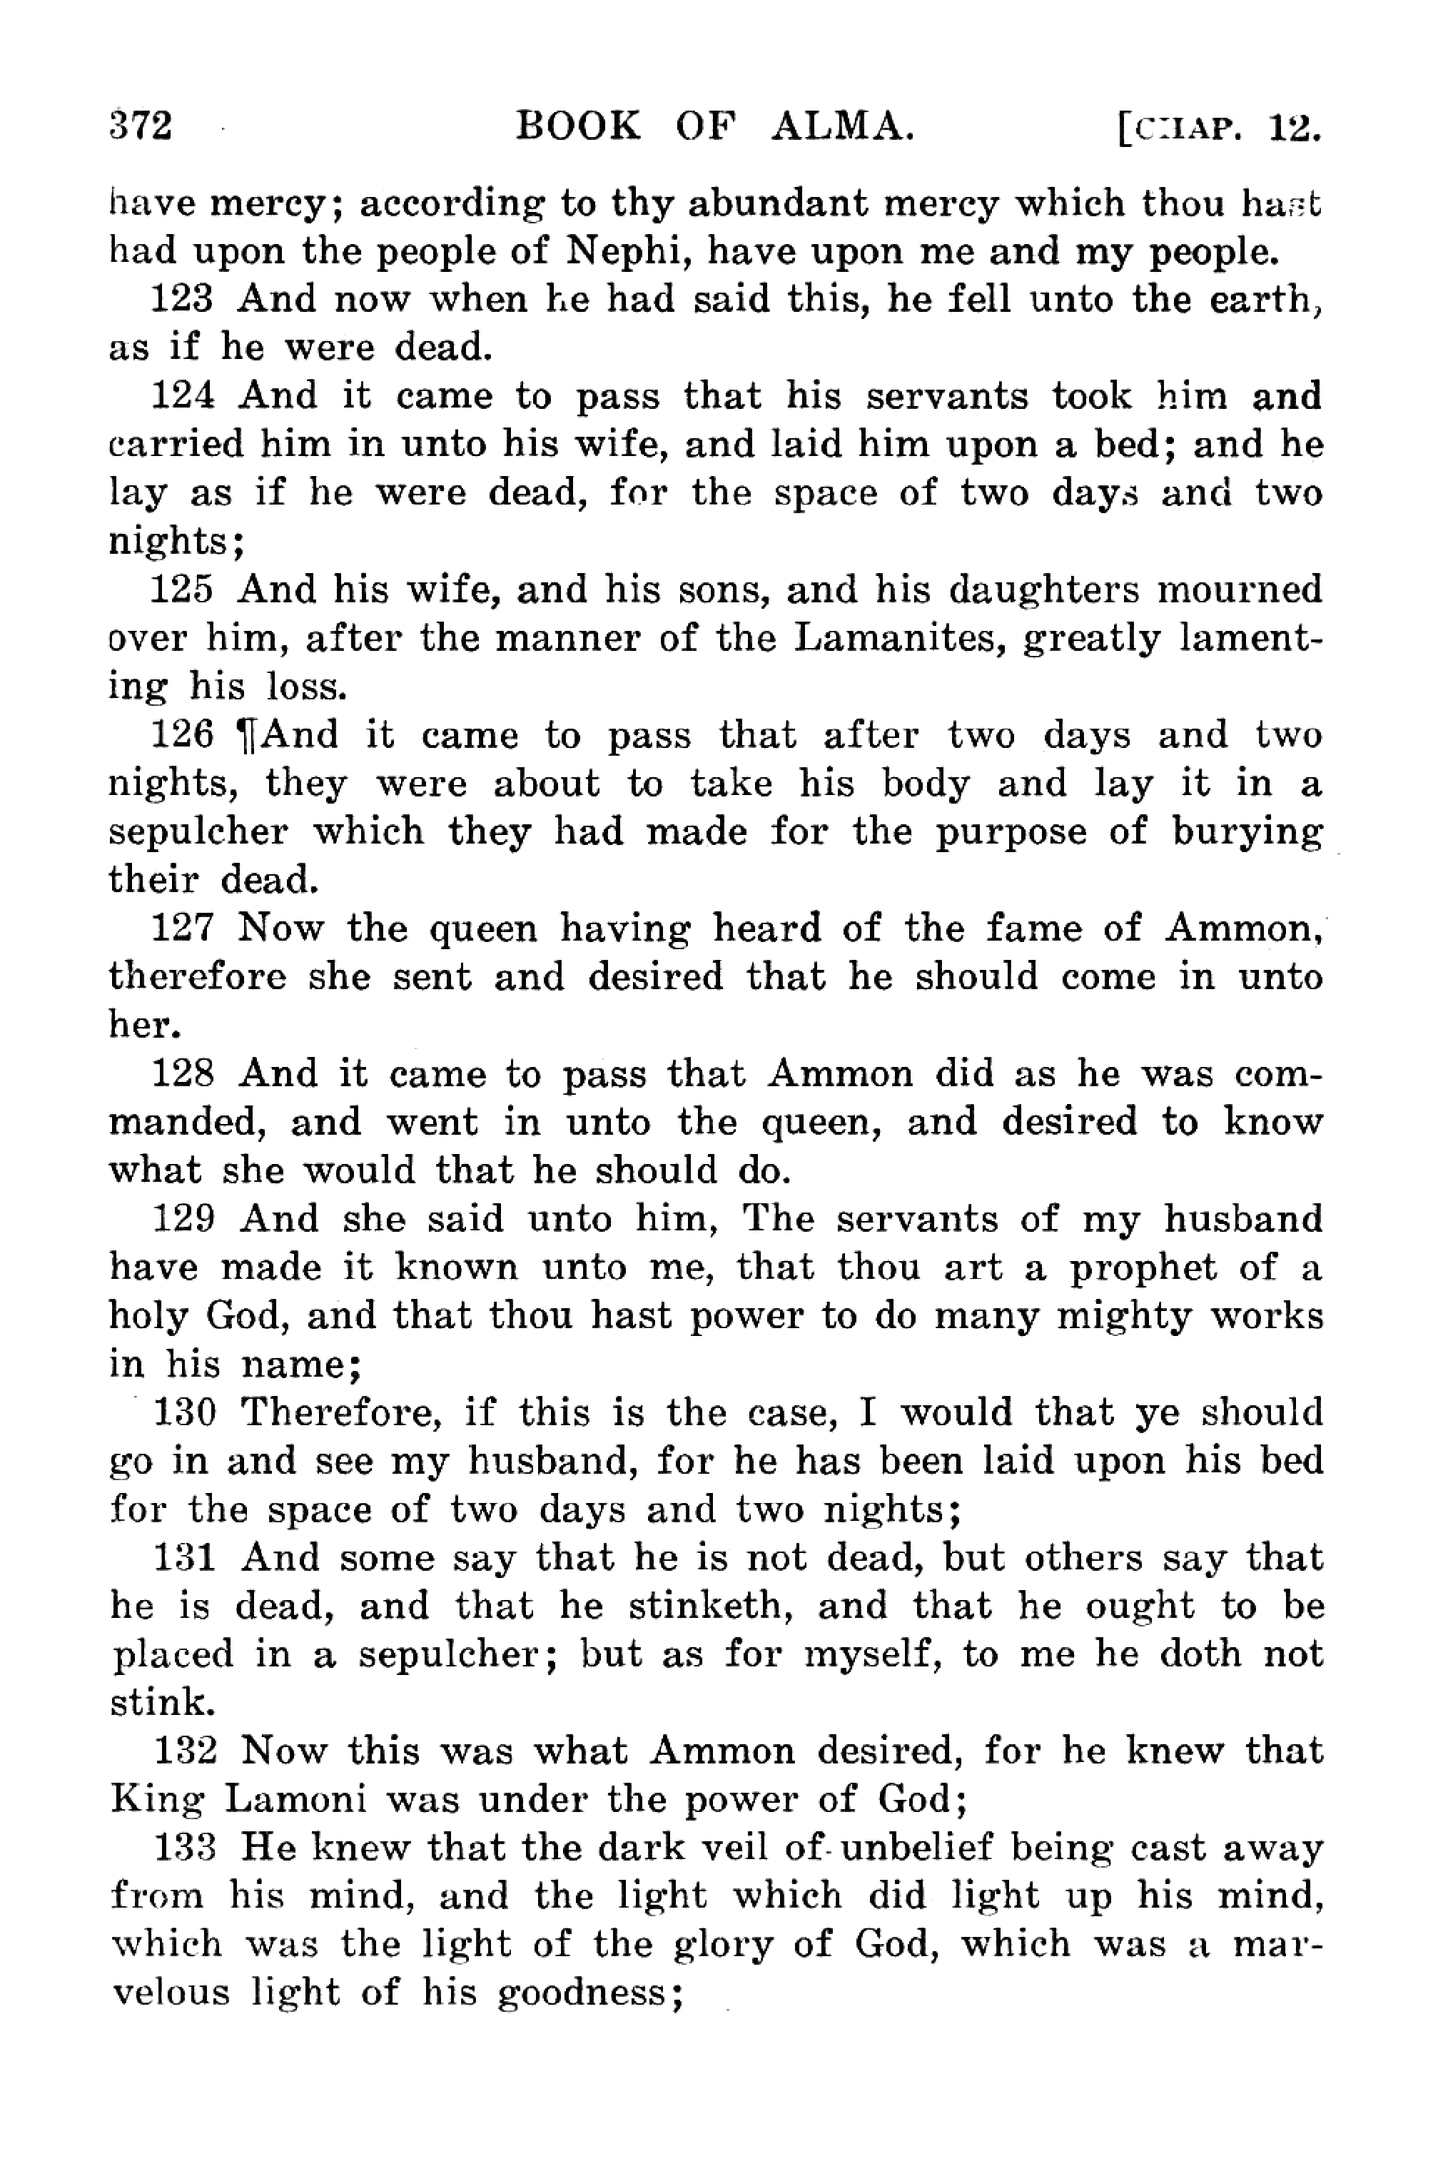 372 BOOK OF ALMA. [CHAP. 12.
have mercy; according to thy abundant mercy which thou hast
had upon the people of Nephi, have upon me and my people.
123 And now when he had said this, he fell unto the earth,
as if he were dead.
124 And it came to pass that his servants took him and
carried him in unto his wife, and laid him upon a bed; and he
lay as if he were dead, for the space of two days and two
nights;
125 And his wife, and his sons, and his daughters mourned
over him, after the manner of the Lamanites, greatly lament-
ing his loss.
126 ¶And it came to pass that after two days and two
nights, they were about to take his body and lay it in a
sepulcher which they had made for the purpose of burying
their dead.
127 Now the queen having heard of the fame of Ammon,
therefore she sent and desired that he should come in unto
her.
128 And it came to pass that Ammon did as he was com-
manded, and went in unto the queen, and desired to know
what she would that he should do.
129 And she said unto him, The servants of my husband
have made it known unto me, that thou art a prophet of a
holy God, and that thou hast power to do many mighty works
in his name;
130 Therefore, if this is the case, I would that ye should
go in and see my husband, for he has been laid upon his bed
for the space of two days and two nights;
131 And some say that he is not dead, but others say that
he is dead, and that he stinketh, and that he ought to be
placed in a sepulcher; but as for myself, to me he doth not
stink.
132 Now this was what Ammon desired, for he knew that
King Lamoni was under the power of God;
133 He knew that the dark veil of unbelief being cast away
from his mind, and the light which did light up his mind,
which was the light of the glory of God, which was a mar-
velous light of his goodness;